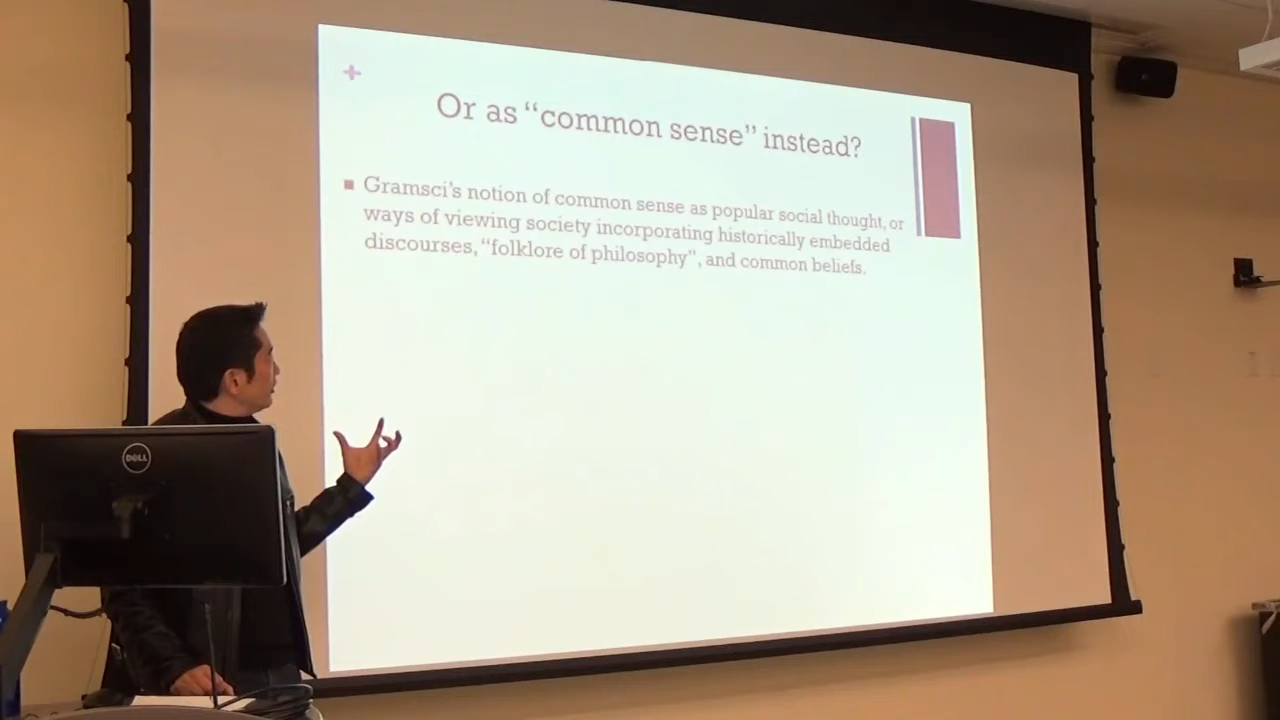 +
Or as “common sense” instead?
■ Gramsci’s notion of common sense as popular social thought, or
ways of viewing society incorporating historically embedded
discourses, “folklore of philosophy”, and common beliefs.
DELL